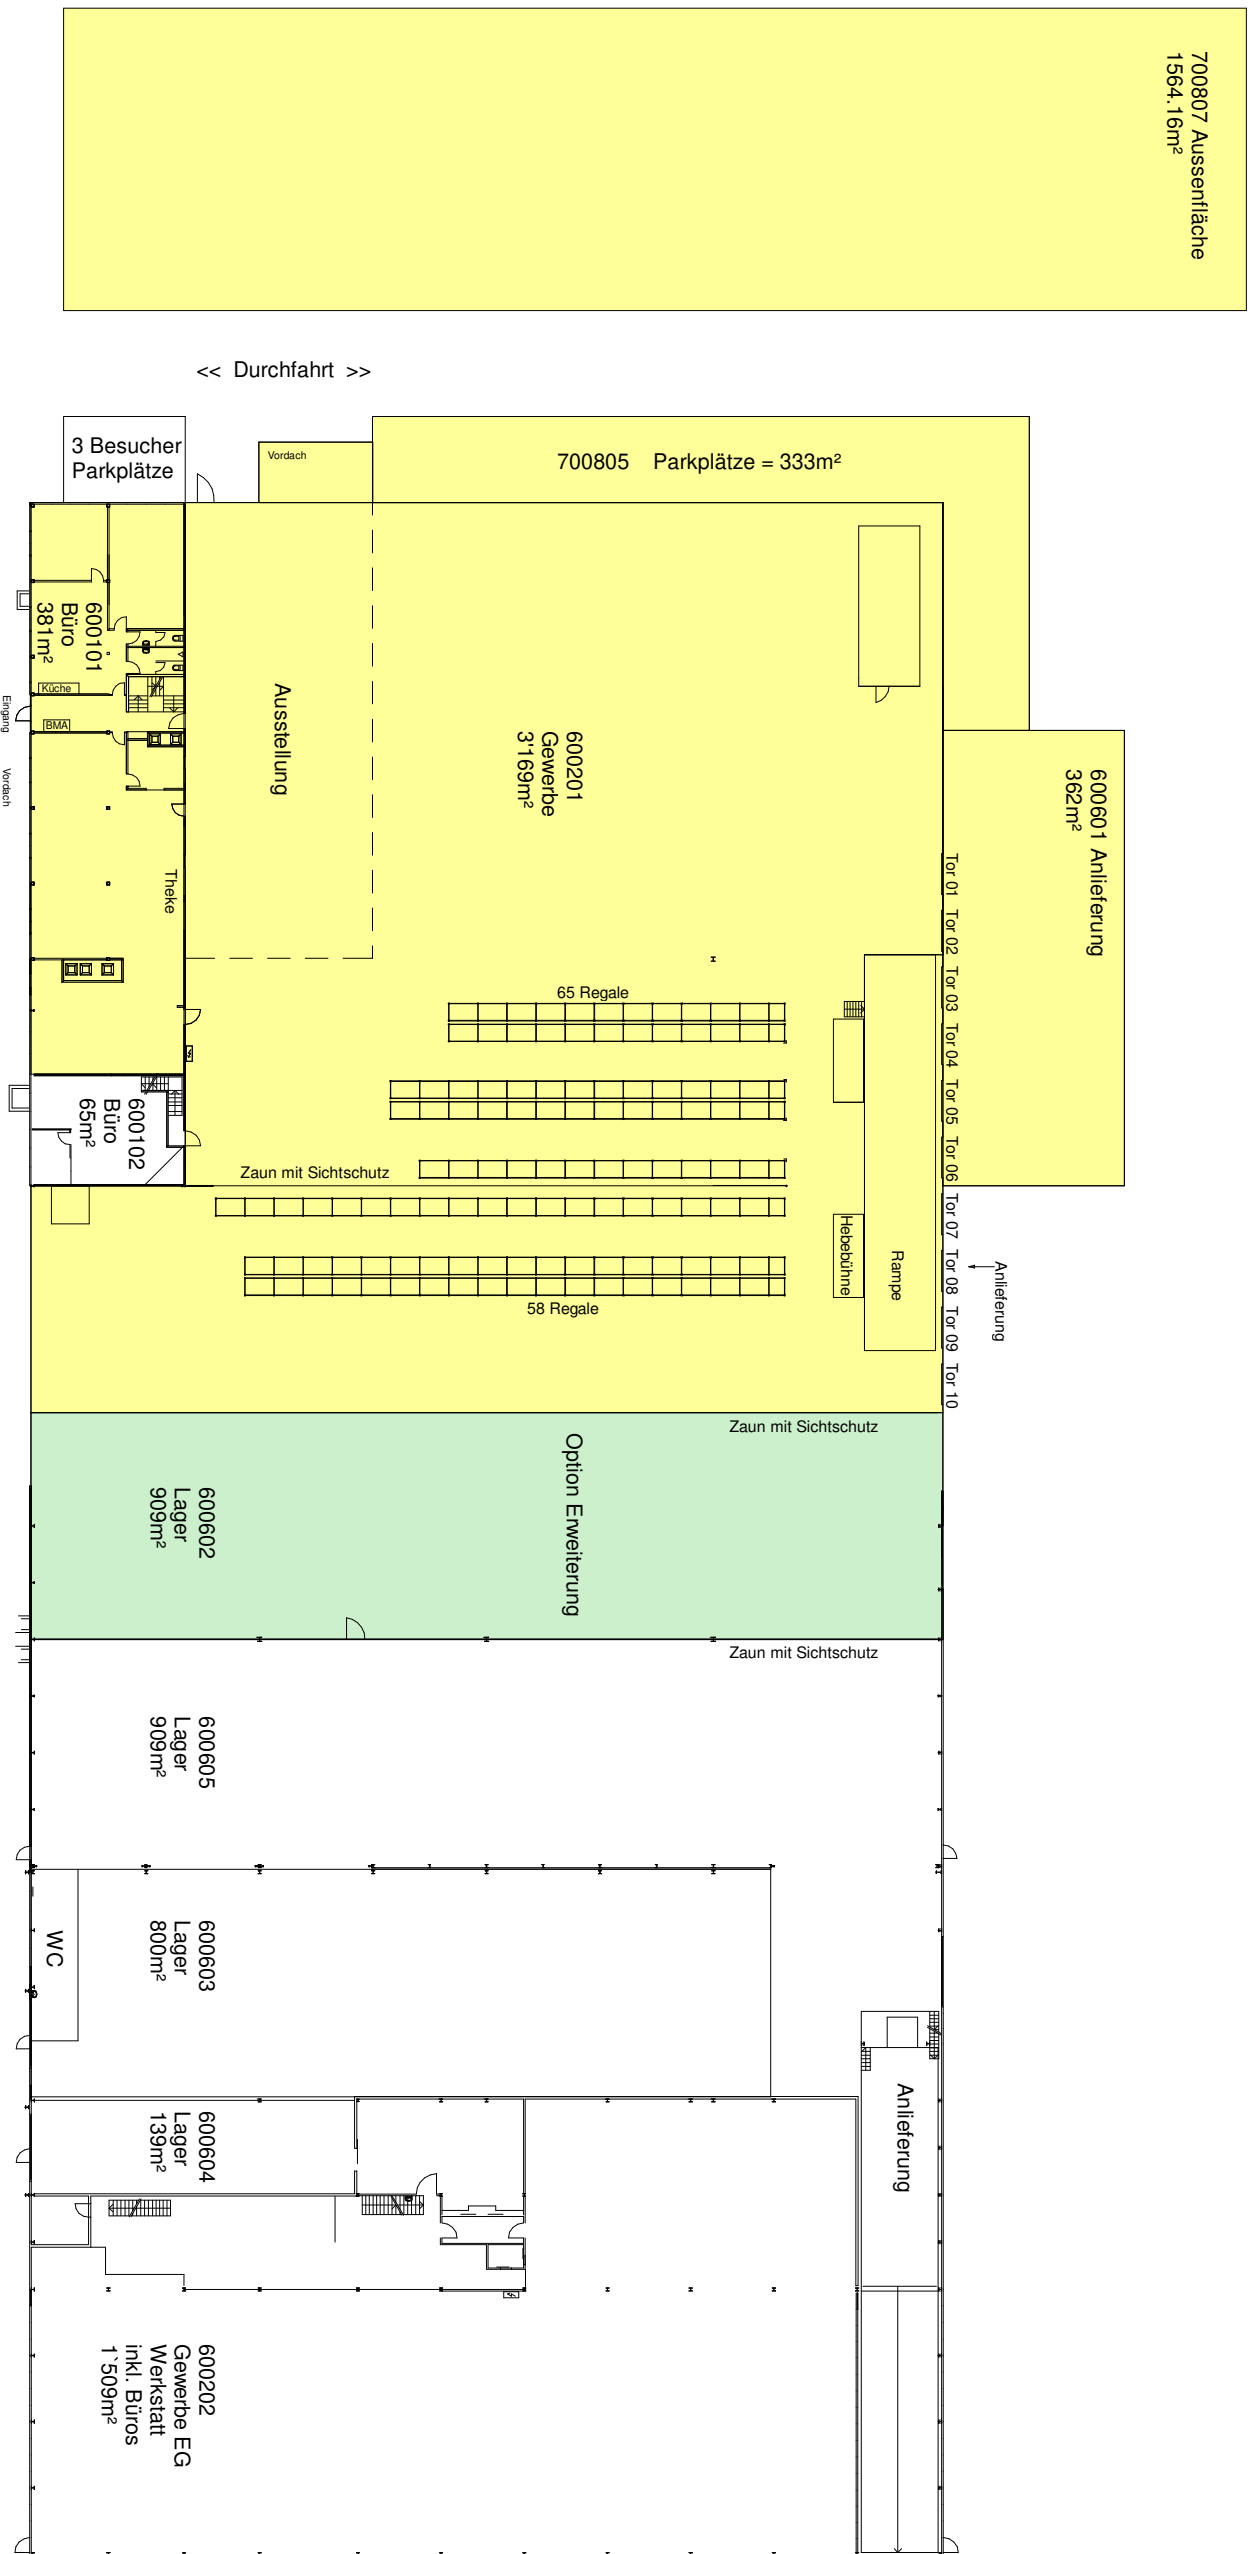 700807 Aussenfläche
1564.16m²
<< Durchfahrt >>
3 Besucher
Parkplätze
Vordach
700805 Parkplätze = 333m²
600101
Büro
381m²
Küche
BMA
Eingang
Vordach
Ausstellung
600201
Gewerbe
3'169m²
600601 Anlieferung
362m²
Theke
Tor 01
Tor 02
Tor 03
Tor 04
Tor 05
Tor 06
Tor 07
Tor 08
Tor 09
Tor 10
65 Regale
600102
Büro
65m²
Zaun mit Sichtschutz
Hebebühne
Rampe
Anlieferung
58 Regale
Zaun mit Sichtschutz
Option Erweiterung
600602
Lager
909m²
Zaun mit Sichtschutz
600605
Lager
909m²
600603
Lager
800m²
WC
Anlieferung
600604
Lager
139m²
600202
Gewerbe EG
Werkstatt
inkl. Büros
1`509m²